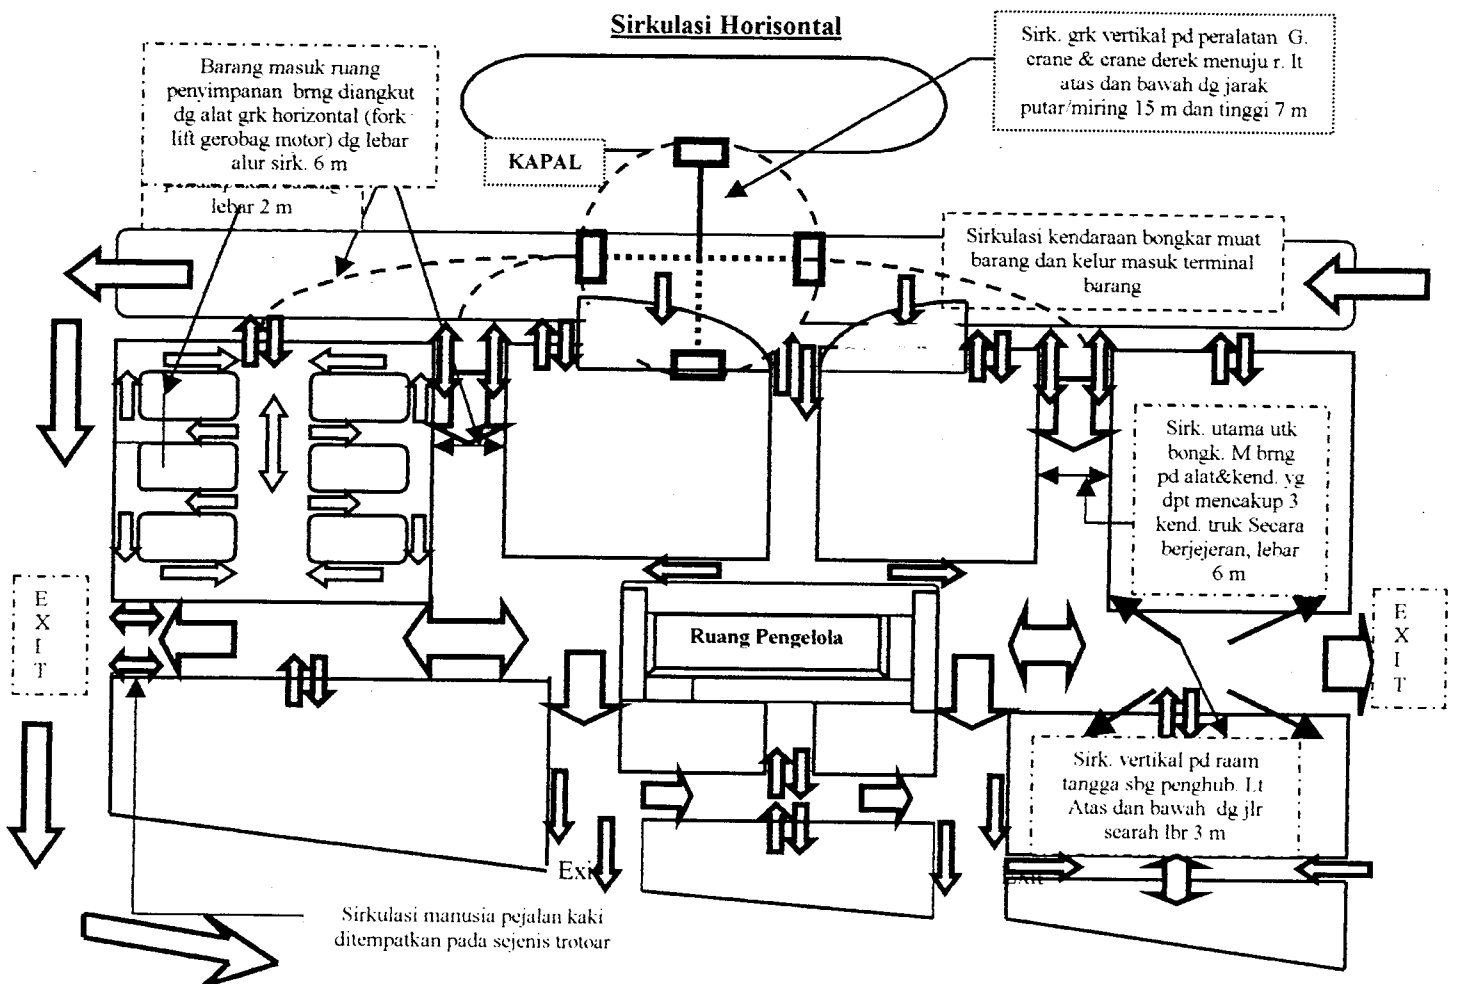 Sirkulasi Horisontal
Barang masuk ruang
penyimpanan brng diangkut
dg alat grk horizontal (fork
lift gerobag motor) dg lebar
alur sirk. 6 m
lebar 2 m
KAPAL
Sirk. grk vertikal pd peralatan G.
crane & crane derek menuju r. lt
atas dan bawah dg jarak
putar/miring 15 m dan tinggi 7 m
Sirkulasi kendaraan bongkar muat
barang dan kelur masuk terminal
barang
Sirk. utama utk
bongk. M brng
pd alat&kend. yg
dpt mencakup 3
kend. truk Secara
berjejeran, lebar
6 m
E
X
I
T
Ruang Pengelola
E
X
I
T
Sirk. vertikal pd raam
tangga sbg penghub. Lt
Atas dan bawah dg jlr
searah lbr 3 m
Exit
Exit
Sirkulasi manusia pejalan kaki
ditempatkan pada sejenis trotoar